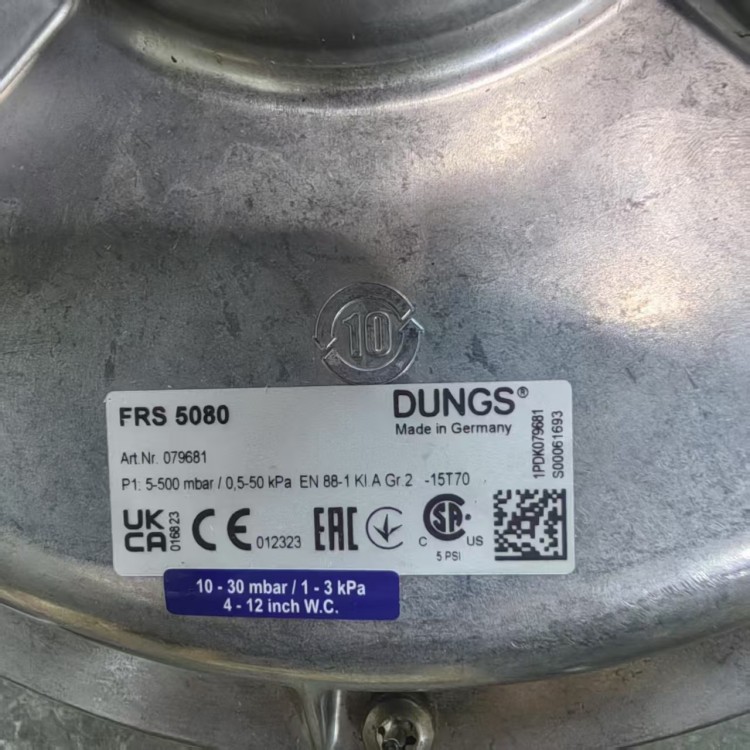 10
FRS 5080
DUNGS®
Made in Germany
Art.Nr. 079681
P1: 5-500 mbar / 0,5-50 kPa EN 88-1 Kl A Gr.2 -15T70
1PDK079681
S00061693
UK
CA
016823
CE
012323
EAC
C
SA
US
5 PSI
10 - 30 mbar / 1 - 3 kPa
4 - 12 inch W.C.